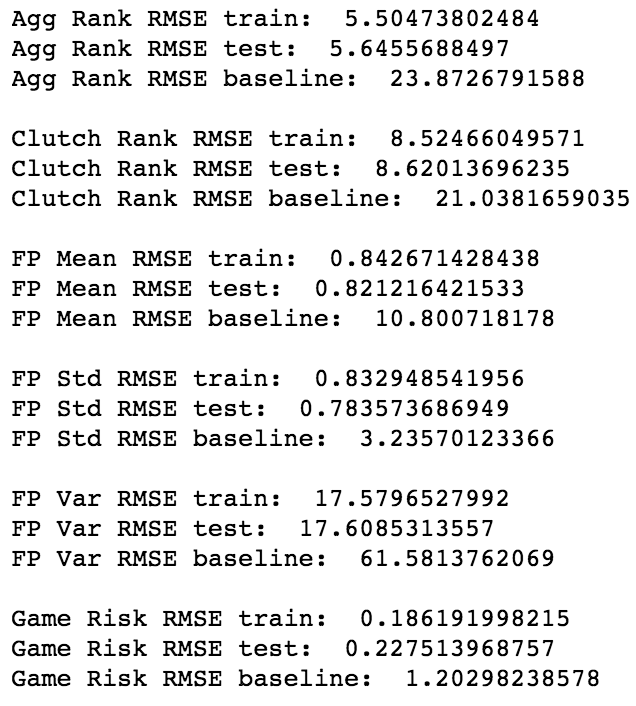 Agg Rank RMSE train:  5.50473802484
Agg Rank RMSE test:  5.6455688497
Agg Rank RMSE baseline:  23.8726791588
Clutch Rank RMSE train:  8.52466049571
Clutch Rank RMSE test:  8.62013696235
Clutch Rank RMSE baseline:  21.0381659035
FP Mean RMSE train:  0.842671428438
FP Mean RMSE test:  0.821216421533
FP Mean RMSE baseline:  10.800718178
FP Std RMSE train:  0.832948541956
FP Std RMSE test:  0.783573686949
FP Std RMSE baseline:  3.23570123366
FP Var RMSE train:  17.5796527992
FP Var RMSE test:  17.6085313557
FP Var RMSE baseline:  61.5813762069
Game Risk RMSE train:  0.186191998215
Game Risk RMSE test:  0.227513968757
Game Risk RMSE baseline:  1.20298238578